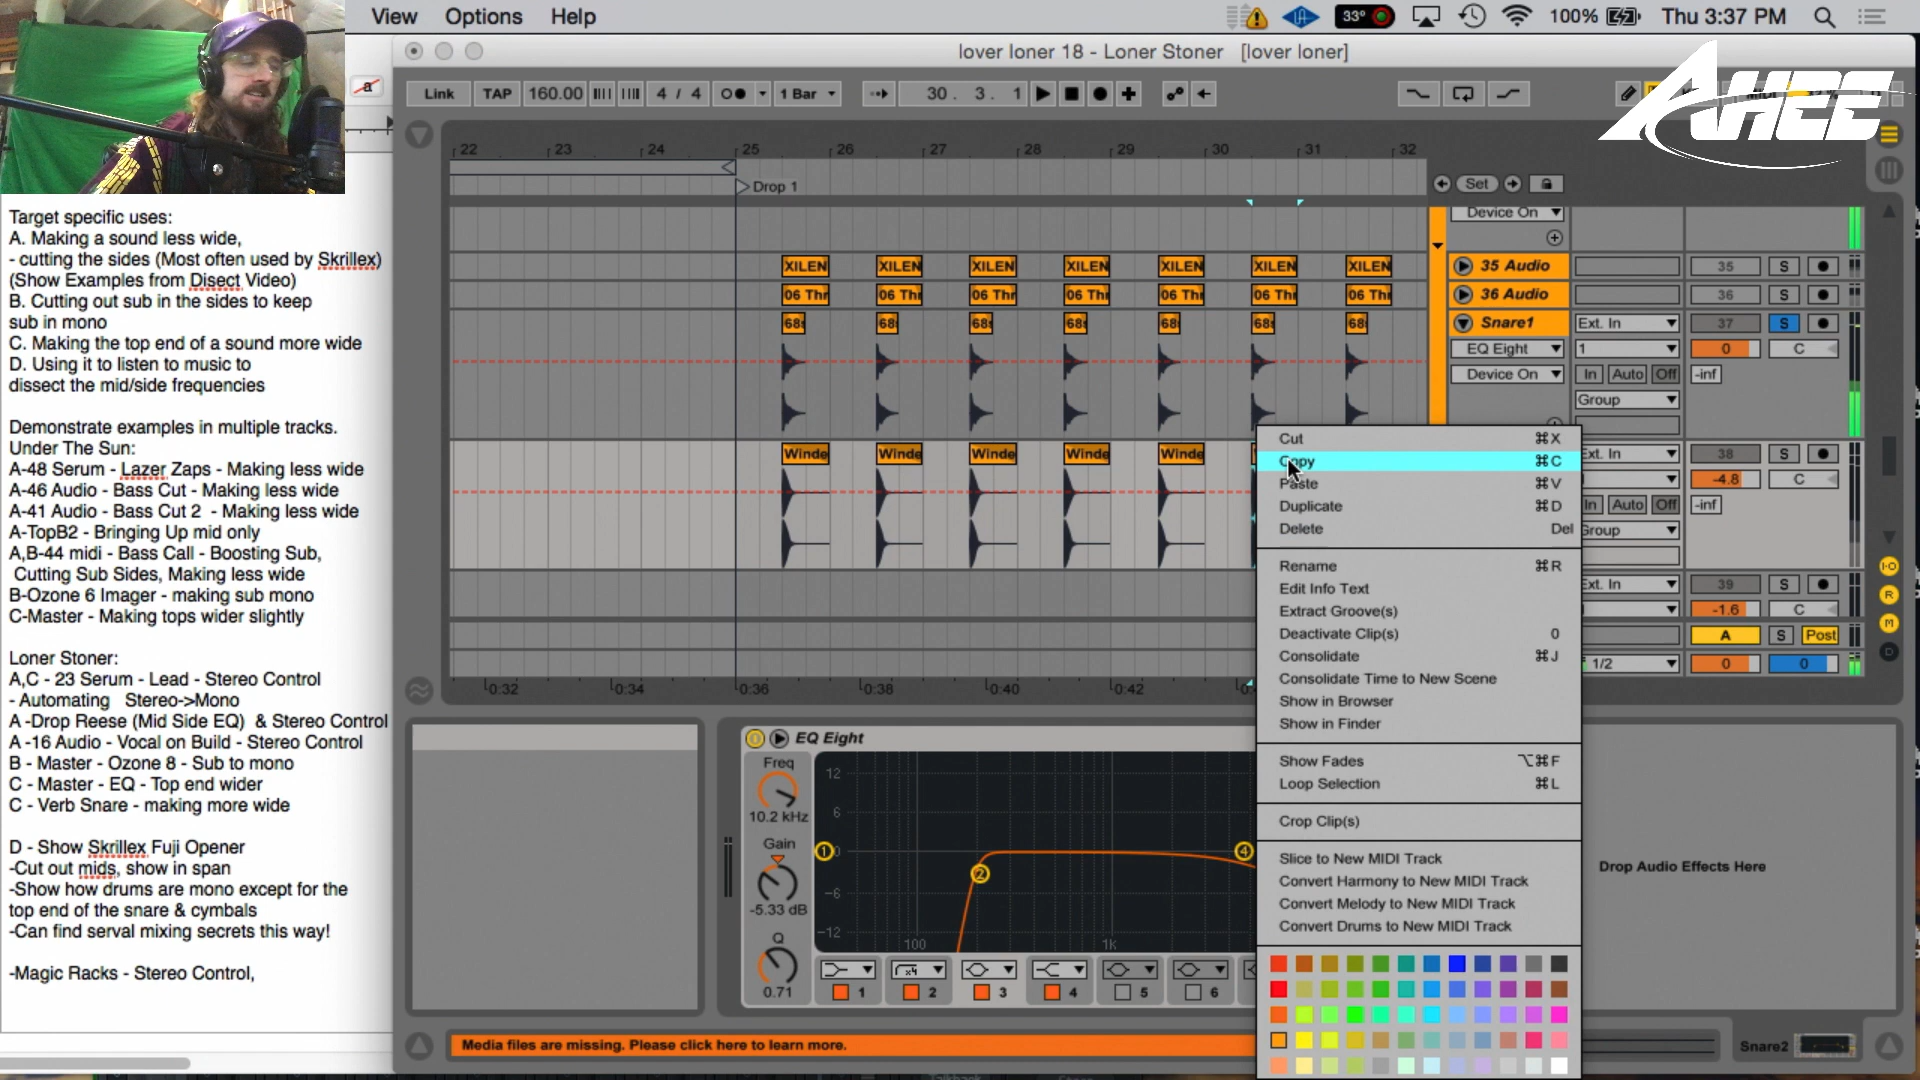 View Options Help
33° 100% Thu 3:37 PM
lover loner 18 - Loner Stoner [lover loner]
AHEE
Link TAP 160.00 4 / 4 1 Bar 30. 3. 1
22 23 24 25 26 27 28 29 30 31 32
Drop 1
Set
Target specific uses:
A. Making a sound less wide,
- cutting the sides (Most often used by Skrillex)
(Show Examples from Disect Video)
B. Cutting out sub in the sides to keep
sub in mono
C. Making the top end of a sound more wide
D. Using it to listen to music to
dissect the mid/side frequencies
Demonstrate examples in multiple tracks.
Under The Sun:
A-48 Serum - Lazer Zaps - Making less wide
A-46 Audio - Bass Cut - Making less wide
A-41 Audio - Bass Cut 2 - Making less wide
A-TopB2 - Bringing Up mid only
A,B-44 midi - Bass Call - Boosting Sub,
Cutting Sub Sides, Making less wide
B-Ozone 6 Imager - making sub mono
C-Master - Making tops wider slightly
Loner Stoner:
A,C - 23 Serum - Lead - Stereo Control
- Automating Stereo->Mono
A -Drop Reese (Mid Side EQ) & Stereo Control
A -16 Audio - Vocal on Build - Stereo Control
B - Master - Ozone 8 - Sub to mono
C - Master - EQ - Top end wider
C - Verb Snare - making more wide
D - Show Skrillex Fuji Opener
-Cut out mids, show in span
-Show how drums are mono except for the
top end of the snare & cymbals
-Can find serval mixing secrets this way!
-Magic Racks - Stereo Control,
Device On
XILEN XILEN XILEN XILEN XILEN XILEN XILEN 35 Audio 35 S
06 Thr 06 Thr 06 Thr 06 Thr 06 Thr 06 Thr 06 Thr 36 Audio 36 S
68 68 68 68 68 68 68 Snare1 Ext. In 37 S
EQ Eight 1 0 C
Device On In Auto Off -inf
Group
Winde Winde Winde Winde Winde Ext. In 38 S
-4.8 C
In Auto Off -inf
Group
Ext. In 39 S
-1.6 C
A S Post
1/2 0 0
0:32 0:34 0:36 0:38 0:40 0:42
Cut ⌘X
Copy ⌘C
Paste ⌘V
Duplicate ⌘D
Delete Del
Rename ⌘R
Edit Info Text
Extract Groove(s)
Deactivate Clip(s) 0
Consolidate ⌘J
Consolidate Time to New Scene
Show in Browser
Show in Finder
Show Fades ⌥⌘F
Loop Selection ⌘L
Crop Clip(s)
Slice to New MIDI Track
Convert Harmony to New MIDI Track
Convert Melody to New MIDI Track
Convert Drums to New MIDI Track
EQ Eight
Freq
10.2 kHz
Gain
-5.33 dB
Q
0.71
12
6
0
-6
-12
100 1K
1 2 4
1 2 3 4 5 6
Drop Audio Effects Here
Media files are missing. Please click here to learn more.
Snare2